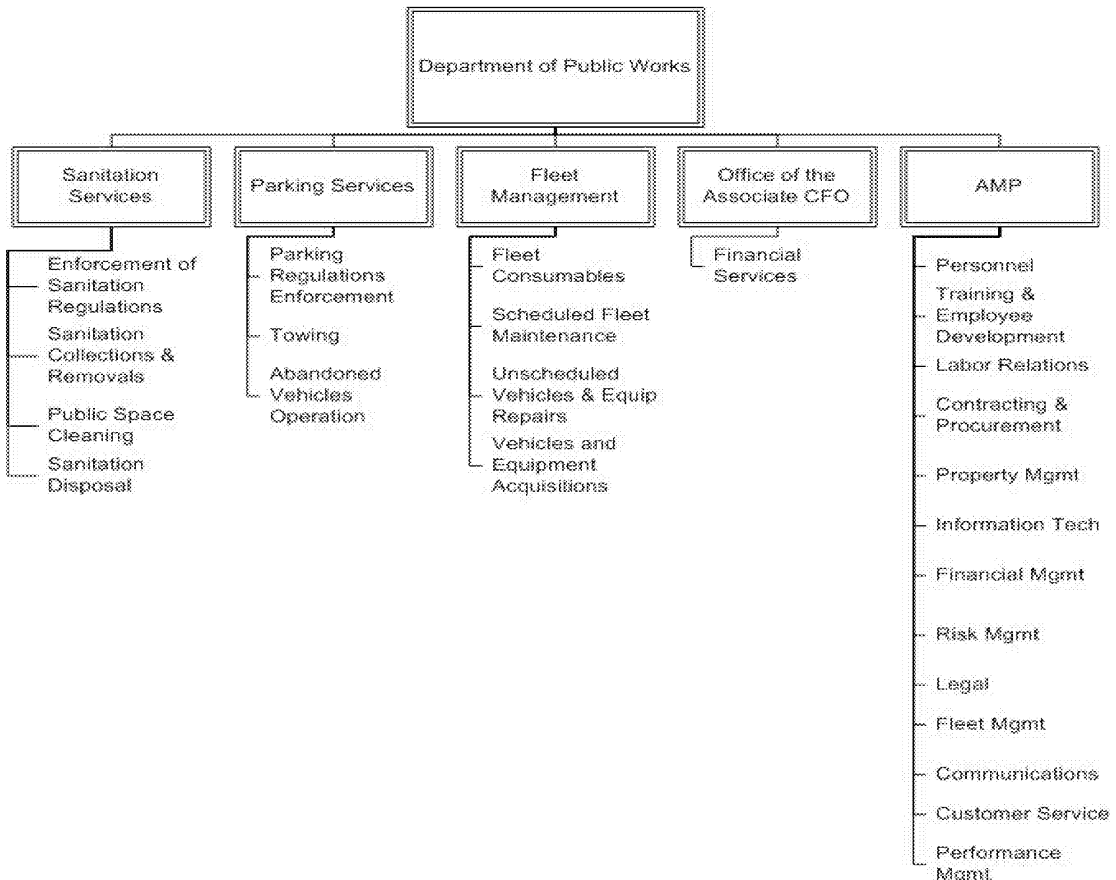 Department of Public Works
Sanitation
Services
Parking Services
Fleet
Management
Office of the
Associate CFO
AMP
Enforcement of
Sanitation
Regulations
Sanitation
Collections &
Removals
Public Space
Cleaning
Sanitation
Disposal
Parking
Regulations
Enforcement
Towing
Abandoned
Vehicles
Operation
Fleet
Consumables
Scheduled Fleet
Maintenance
Unscheduled
Vehicles & Equip
Repairs
Vehicles and
Equipment
Acquisitions
Financial
Services
Personnel
Training &
Employee
Development
Labor Relations
Contracting &
Procurement
Property Mgmt
Information Tech
Financial Mgmt
Risk Mgmt
Legal
Fleet Mgmt
Communications
Customer Service
Performance
Mgmt.